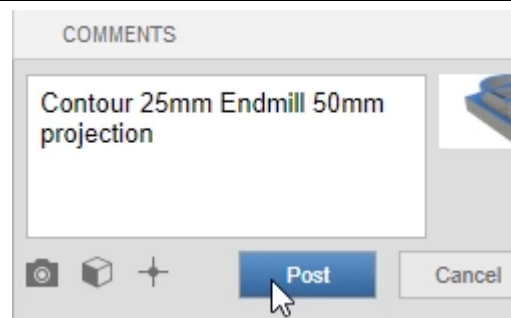 COMMENTS
Contour 25mm Endmill 50mm
projection
Post
Cancel